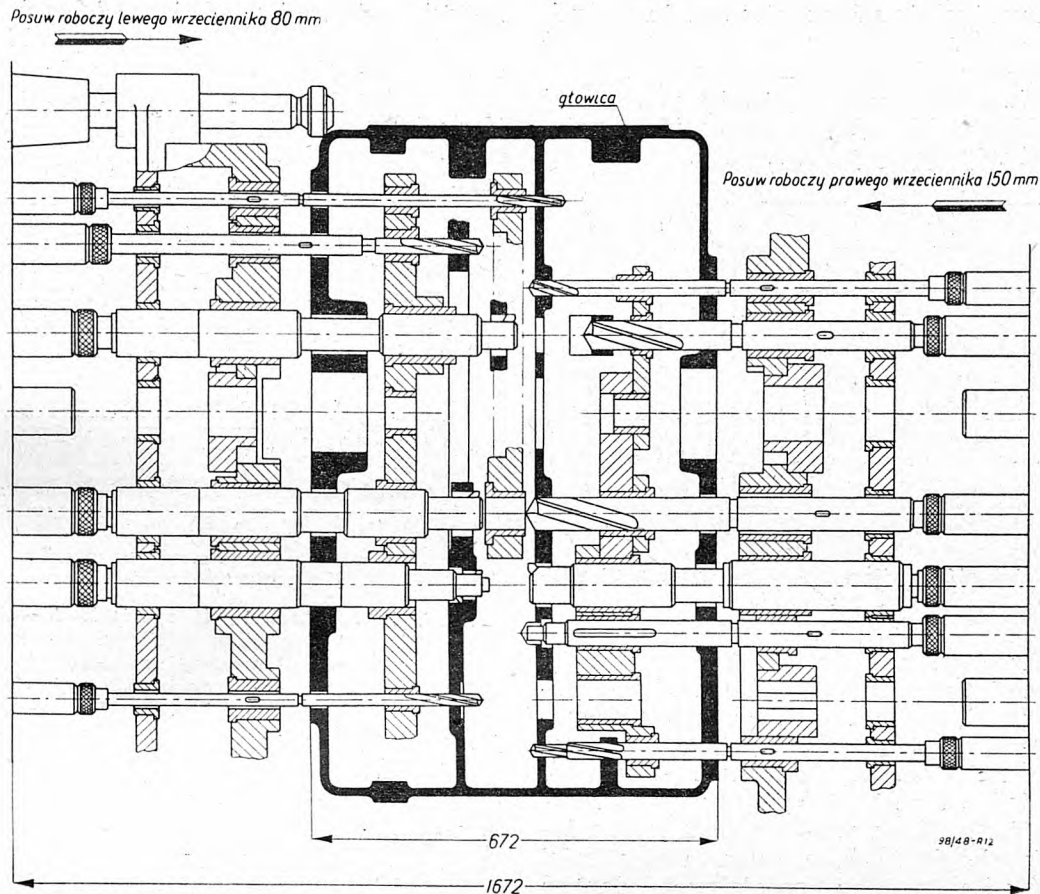 Posuw roboczy lewego wrzeciennika 80 mm
głowica
Posuw roboczy prawego wrzeciennika 150 mm
672
98/48-R12
1672